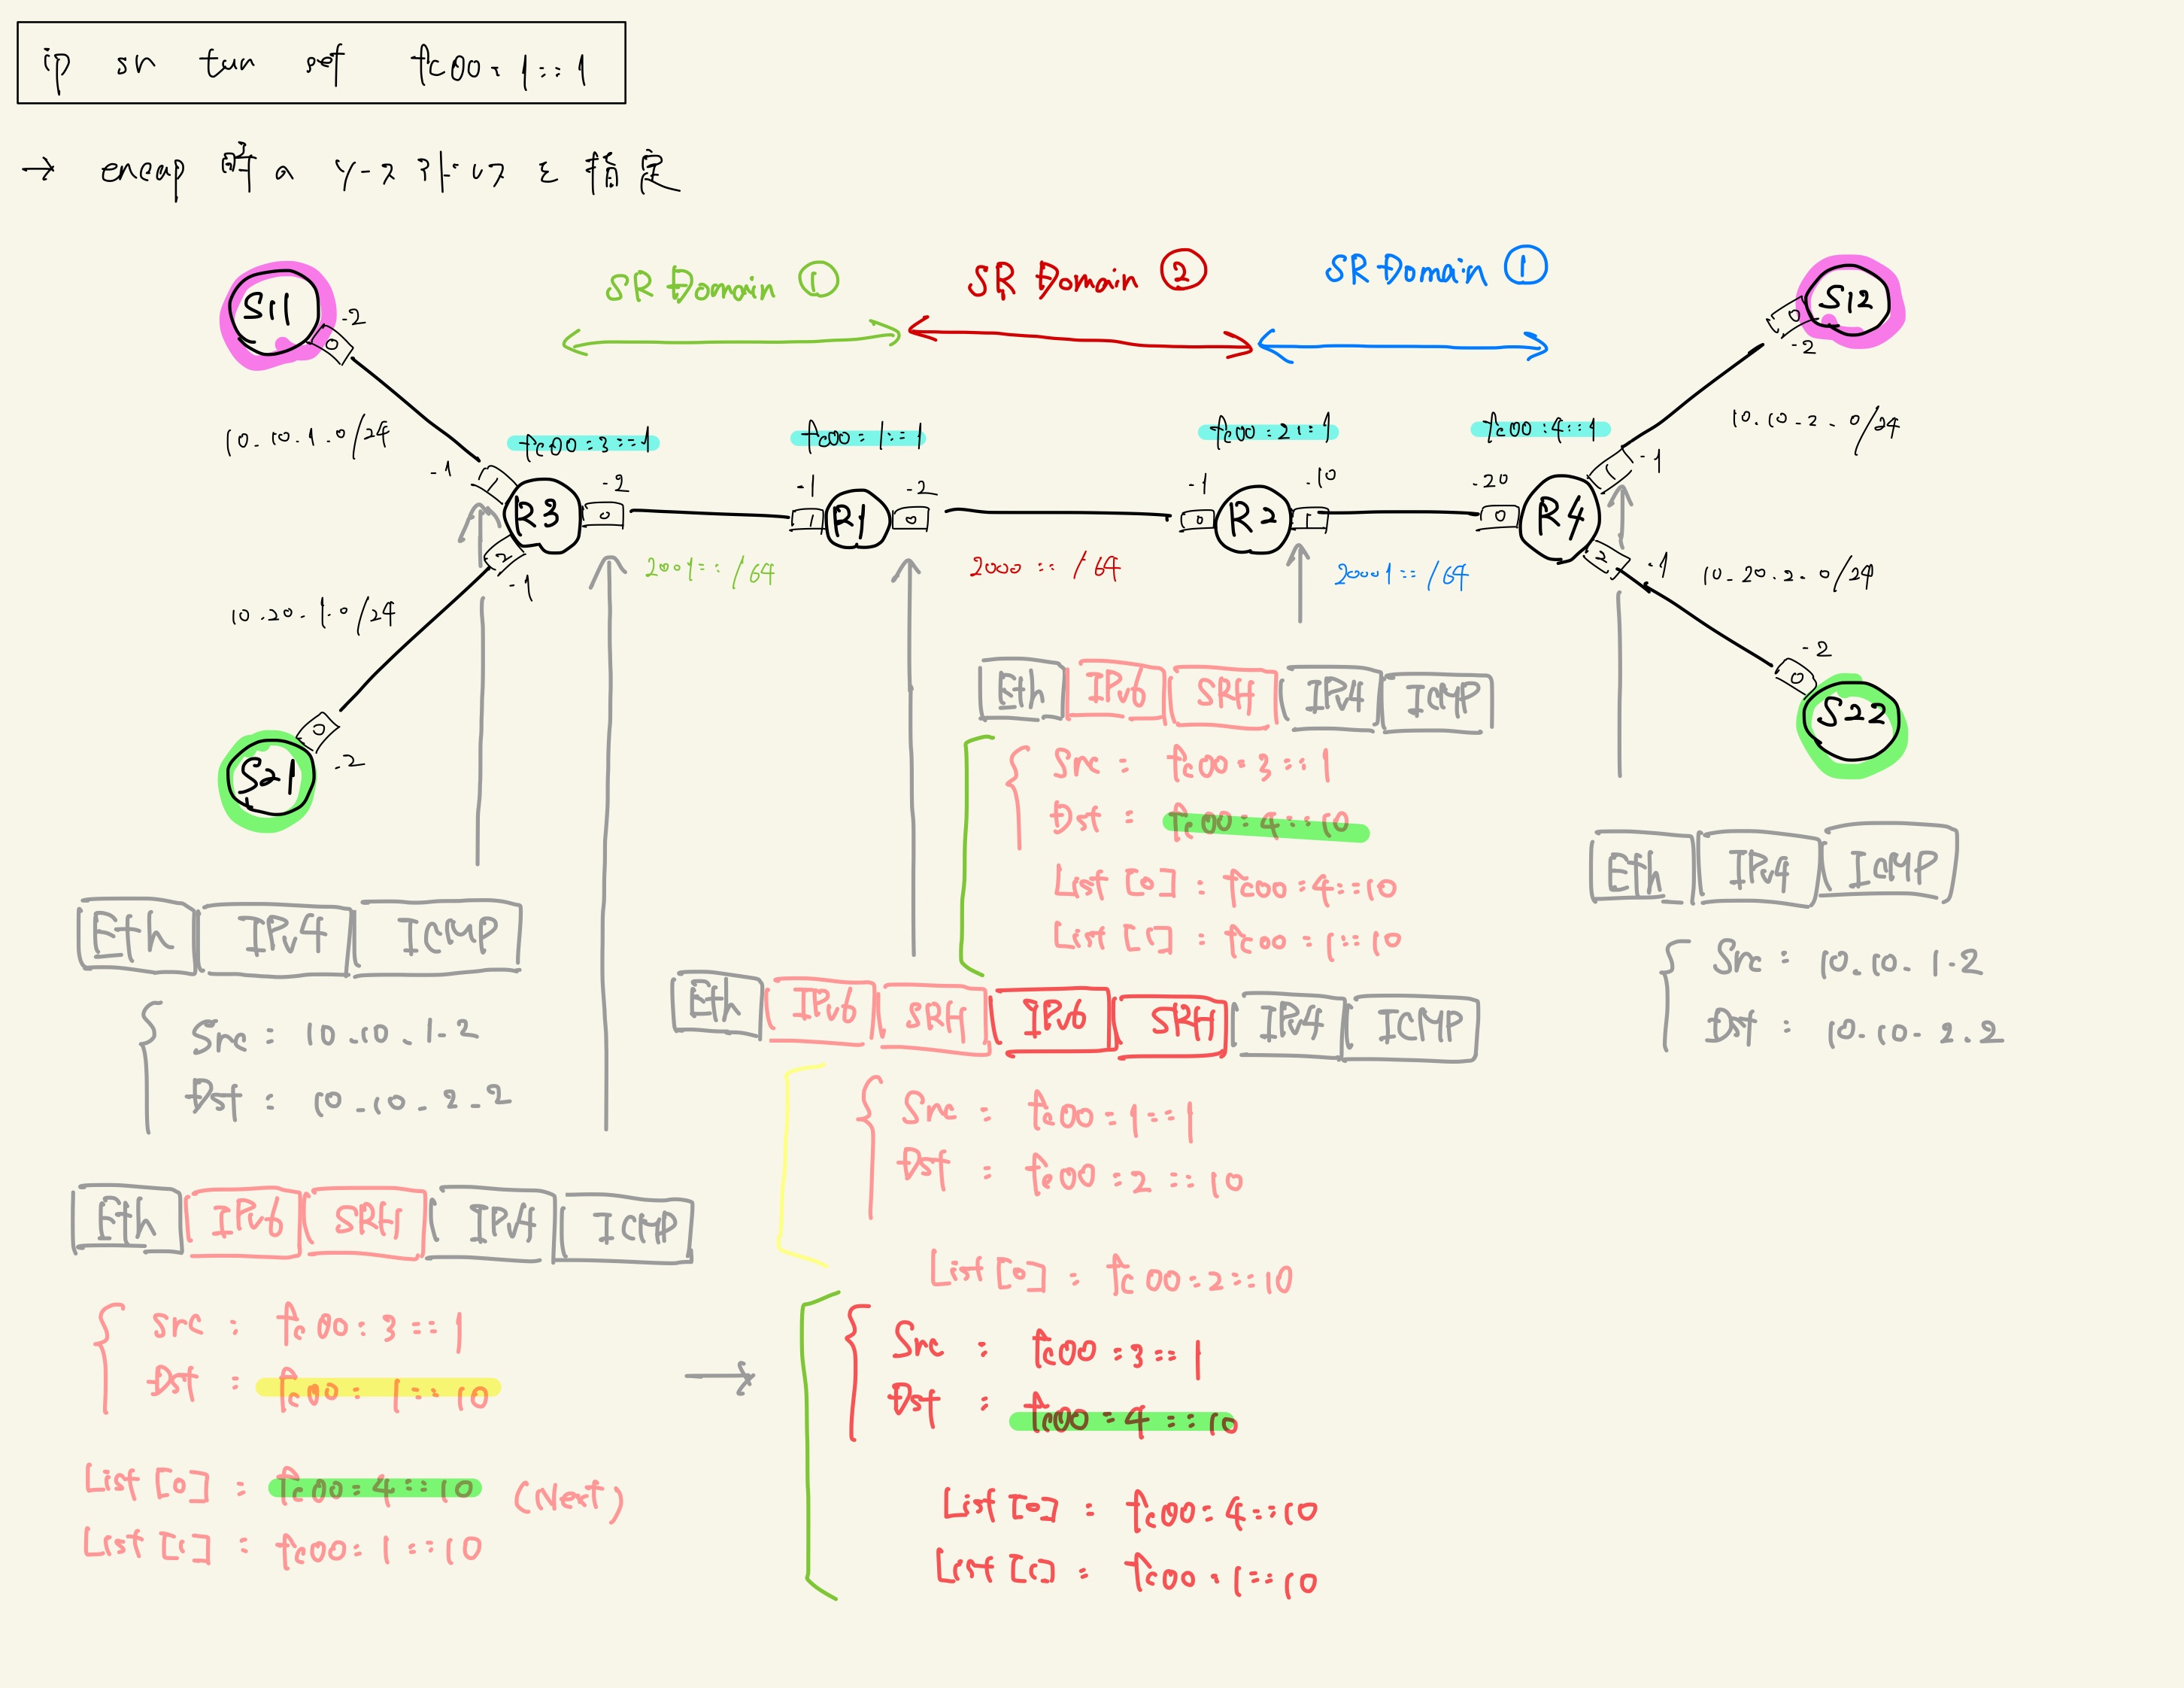 ip sr tun set fc00:1::1
→ encap 時の ソースアドレスを指定
SR Domain ①
SR Domain ②
SR Domain ①
S11
0
.2
S12
0
.2
10.10.1.0/24
10.10.2.0/24
fc00:3::1
fc00:1::1
fc00:2::1
fc00:4::1
.1
1
R3
0
.2
.1
1
R1
0
.2
.1
0
R2
1
.10
.20
0
R4
1
.1
2
.1
2
.1
2001::/64
2000::/64
20001::/64
10.20.1.0/24
10.20.2.0/24
0
.2
S21
.2
0
S22
Eth IPv6 SRH IPv4 ICMP
Src : fc00:3::1
Dst : fc00:4::10
List [0] : fc00:4::10
List [1] : fc00:1::10
Eth IPv4 ICMP
Src : 10.10.1.2
Dst : 10.10.2.2
Eth IPv4 ICMP
Src : 10.10.1.2
Dst : 10.10.2.2
Eth IPv6 SRH IPv6 SRH IPv4 ICMP
Src : fc00:1::1
Dst : fc00:2::10
List [0] : fc00:2::10
Src : fc00:3::1
Dst : fc00:4::10
List [0] : fc00:4::10
List [1] : fc00:1::10
Eth IPv6 SRH IPv4 ICMP
Src : fc00:3::1
Dst : fc00:1::10
→
List [0] : fc00:4::10 (Next)
List [1] : fc00:1::10